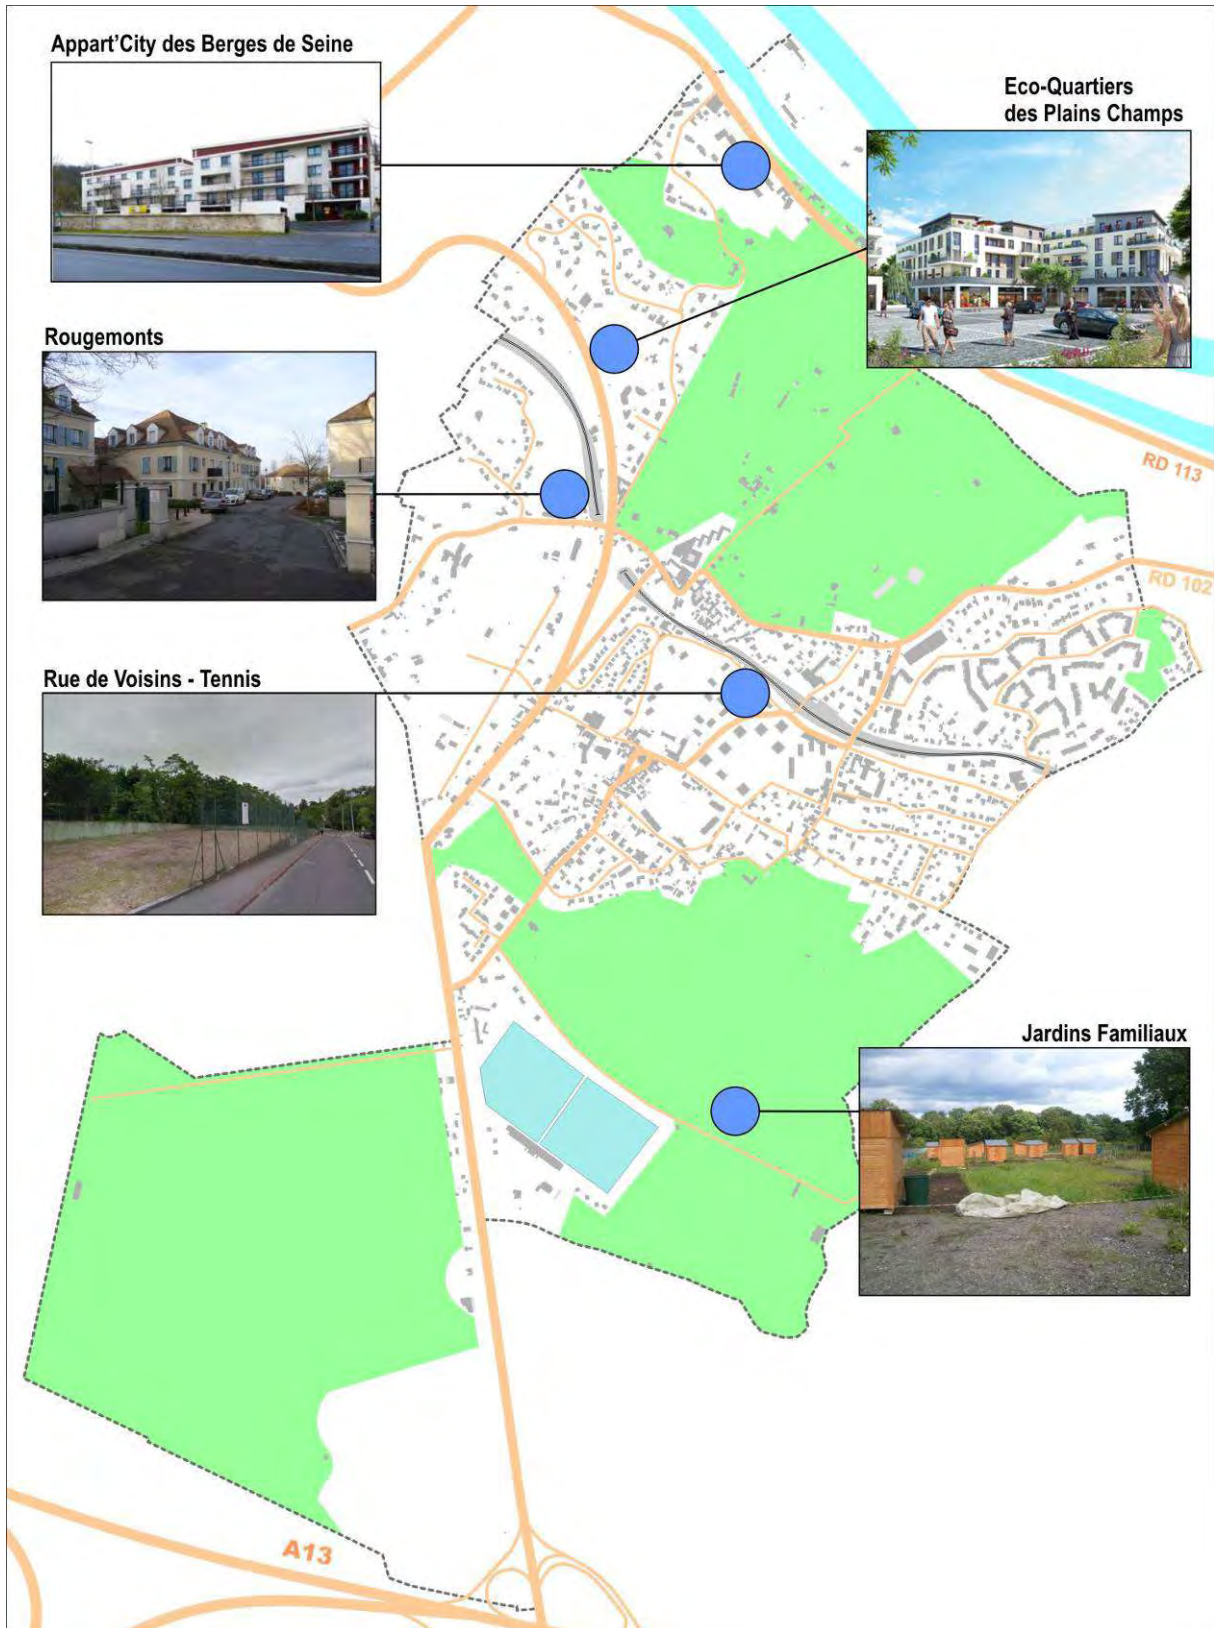 Appart'City des Berges de Seine
Eco-Quartiers
des Plains Champs
Rougemonts
RD 113
RD 102
Rue de Voisins - Tennis
Jardins Familiaux
A13